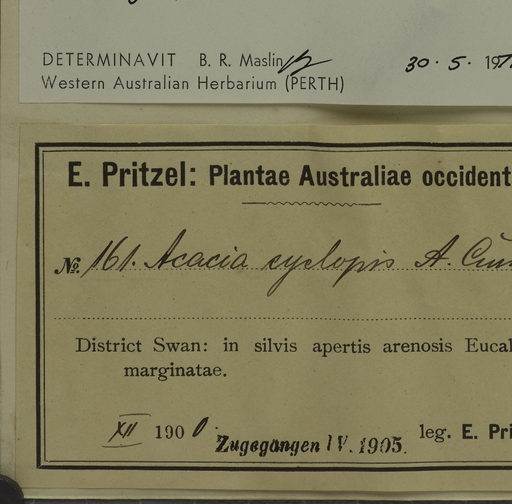 DETERMINAVIT B. R. Maslin
30. 5. 197
Western Australian Herbarium (PERTH)
E. Pritzel: Plantae Australiae occident
№. 161. Acacia cyclopis A. Cun
District Swan: in silvis apertis arenosis Eucal
marginatae.
XII 1900.
Zugegangen IV. 1905.
leg. E. Pri